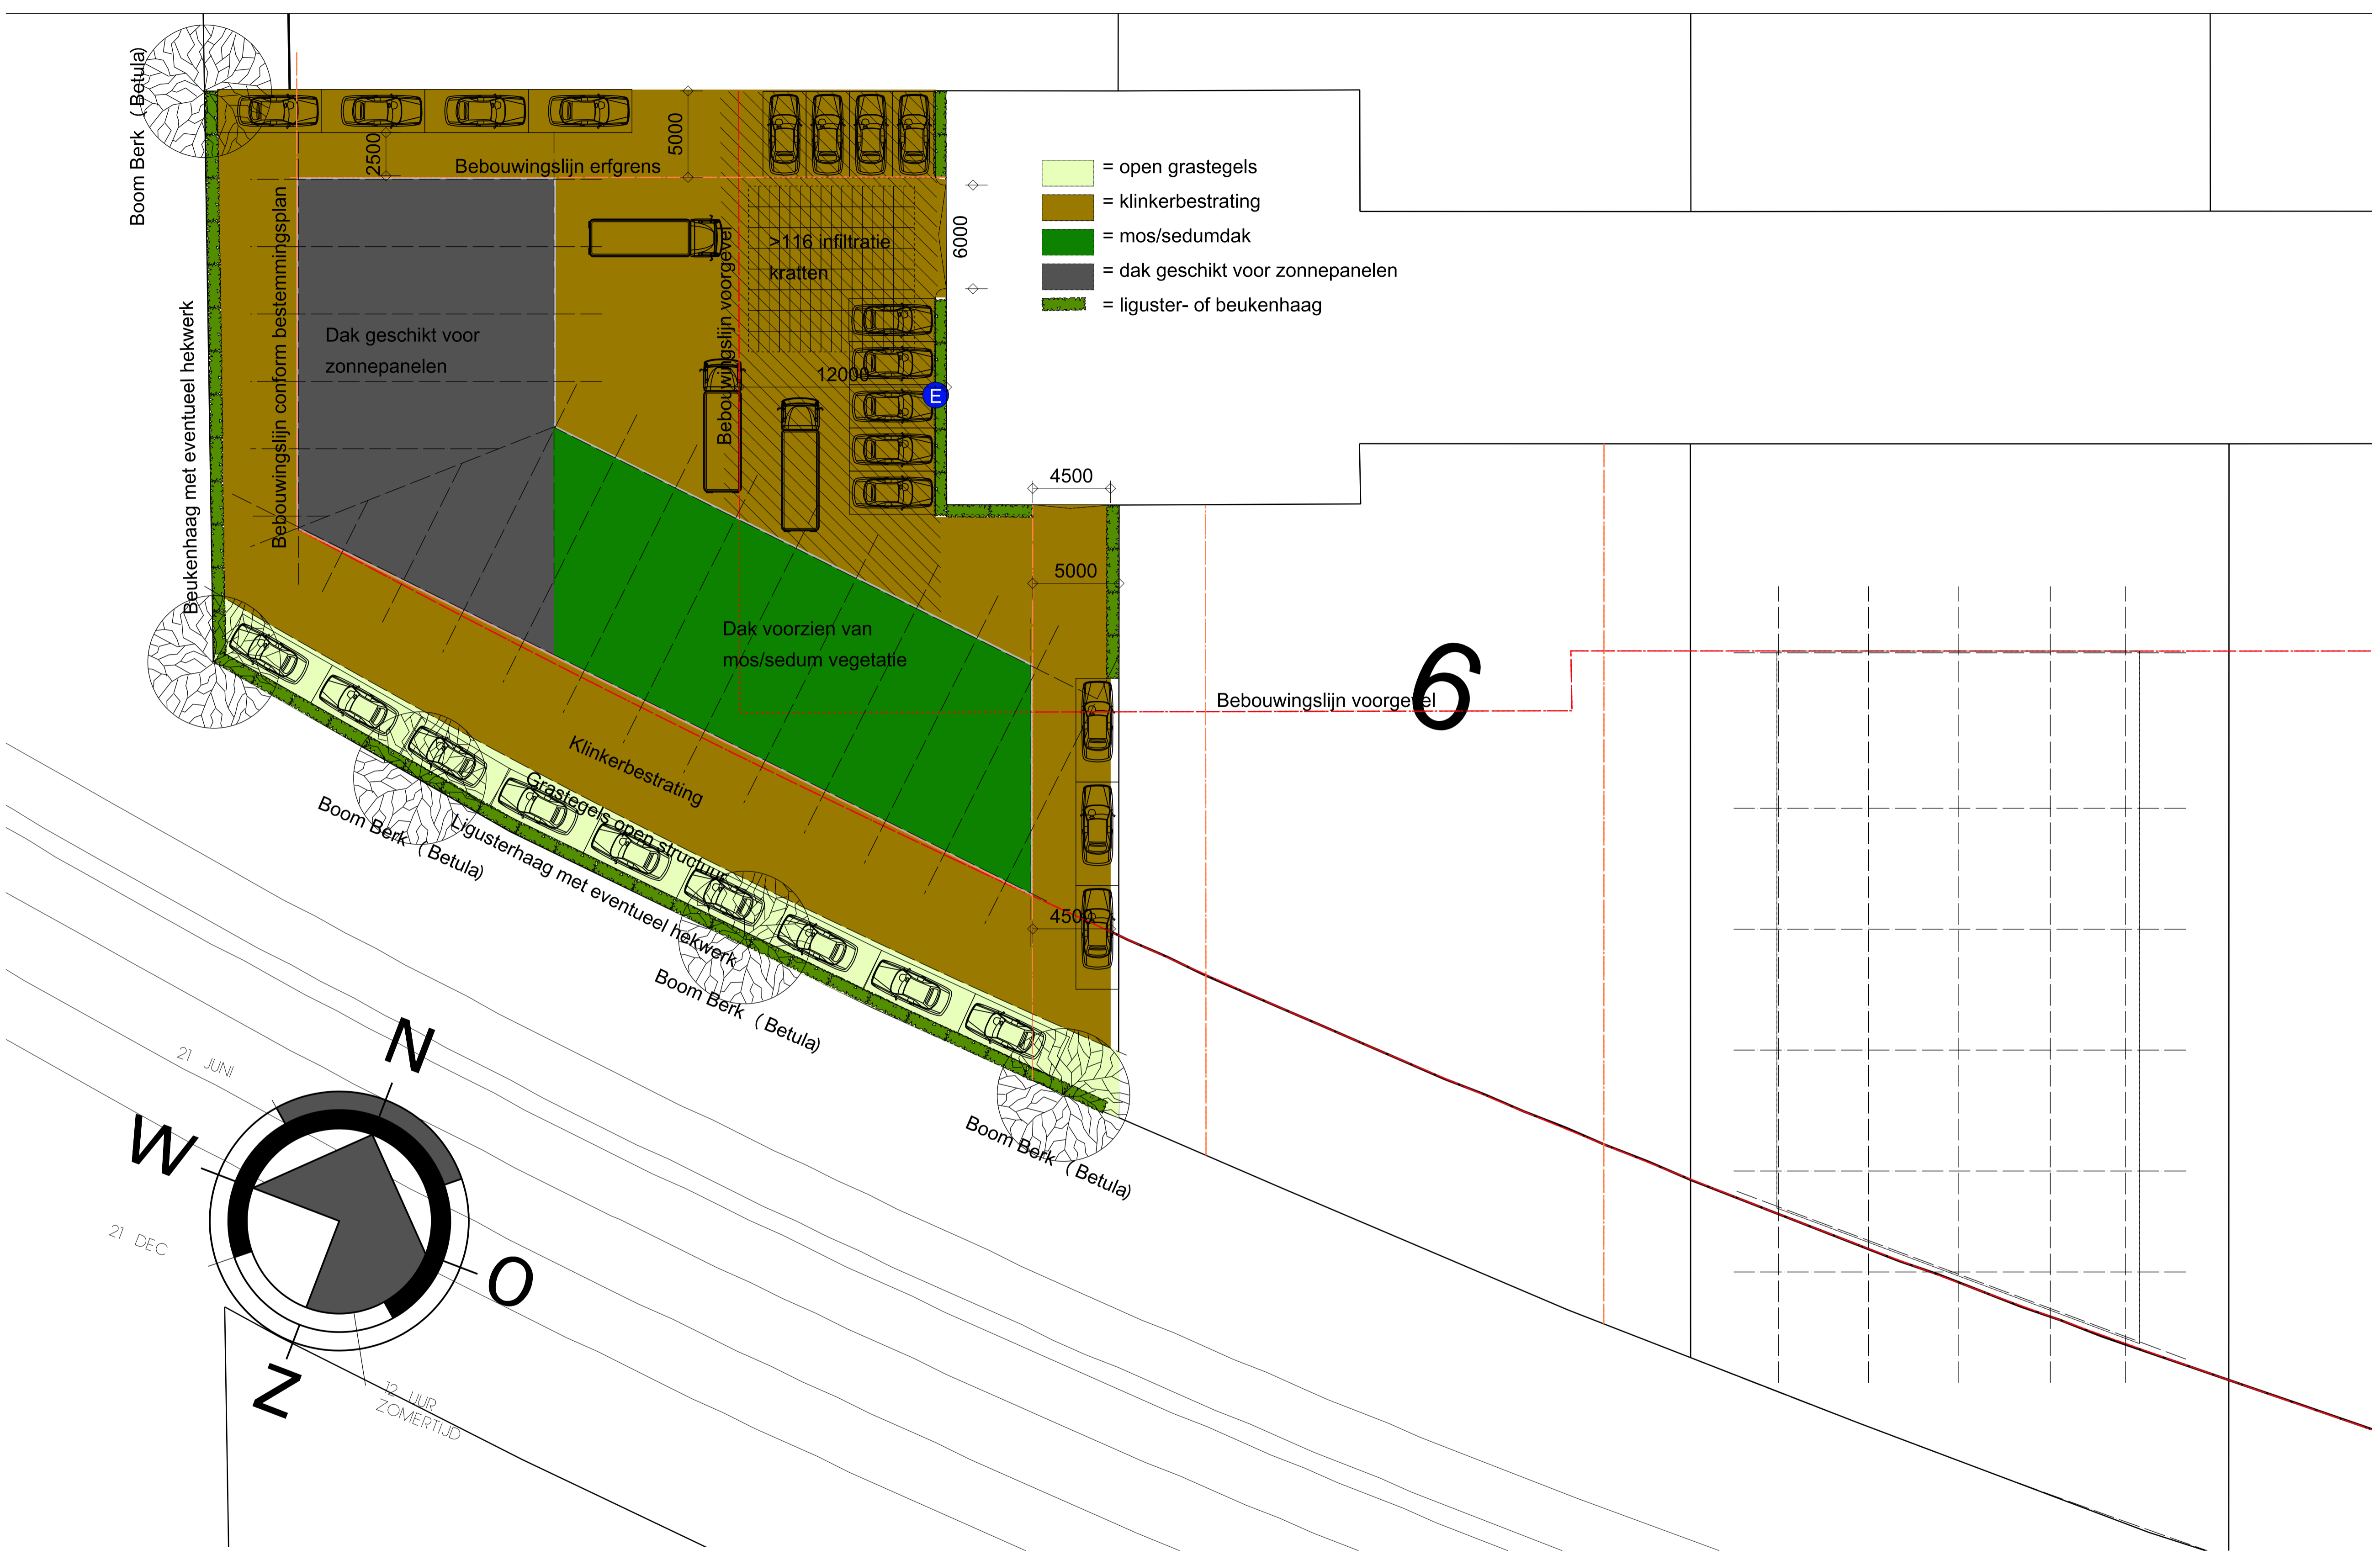 Boom Berk ( Betula)
2500
5000
Bebouwingslijn erfgrens
= open grastegels
= klinkerbestrating
= mos/sedumdak
= dak geschikt voor zonnepanelen
= liguster- of beukenhaag
6000
>116 infiltratie
kratten
Bebouwingslijn voorgevel
Bebouwingslijn conform bestemmingsplan
Beukenhaag met eventueel hekwerk
Dak geschikt voor
zonnepanelen
12000
E
4500
5000
Dak voorzien van
mos/sedum vegetatie
6
Bebouwingslijn voorgevel
Klinkerbestrating
Grastegels open structuur
Ligusterhaag met eventueel hekwerk
Boom Berk ( Betula)
4500
Boom Berk ( Betula)
Boom Berk ( Betula)
N
21 JUNI
W
21 DEC
O
Z
12 UUR
ZOMERTIJD